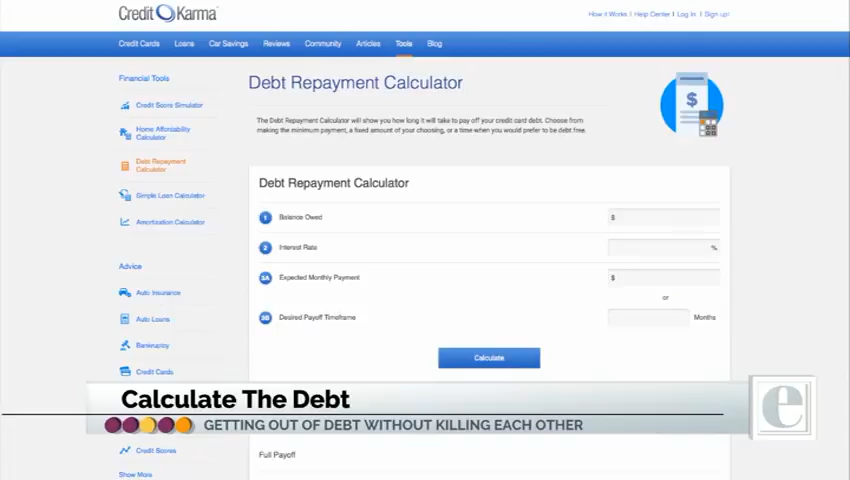 Credit Karma
How it Works | Help Center | Log In | Sign up!
Credit Cards Loans Car Savings Reviews Community Articles Tools Blog
Financial Tools
Credit Score Simulator
Home Affordability
Calculator
Debt Repayment
Calculator
Simple Loan Calculator
Amortization Calculator
Advice
Auto Insurance
Auto Loans
Bankruptcy
Credit Cards
Credit Scores
Show More
Debt Repayment Calculator
The Debt Repayment Calculator will show you how long it will take to pay off your credit card debt. Choose from
making the minimum payment, a fixed amount of your choosing, or a time when you would prefer to be debt free.
$
Debt Repayment Calculator
1 Balance Owed $
2 Interest Rate %
3A Expected Monthly Payment $
or
3B Desired Payoff Timeframe Months
Calculate
Calculate The Debt
GETTING OUT OF DEBT WITHOUT KILLING EACH OTHER
e
Full Payoff